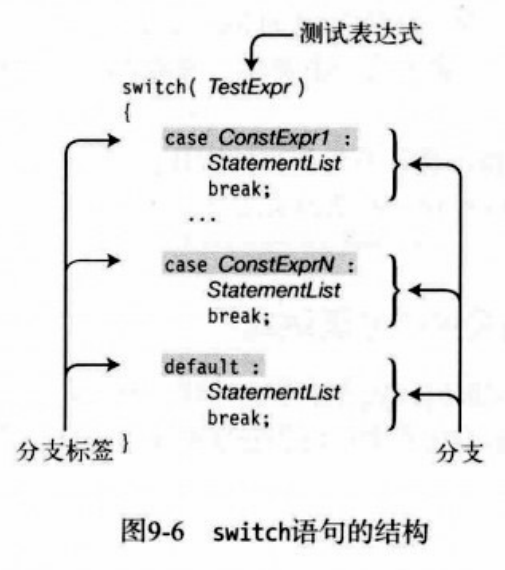 测试表达式
switch( TestExpr )
{
case ConstExpr1 :
StatementList
break;
...
case ConstExprN :
StatementList
break;
default :
StatementList
break;
分支标签 }
分支
图9-6 switch语句的结构